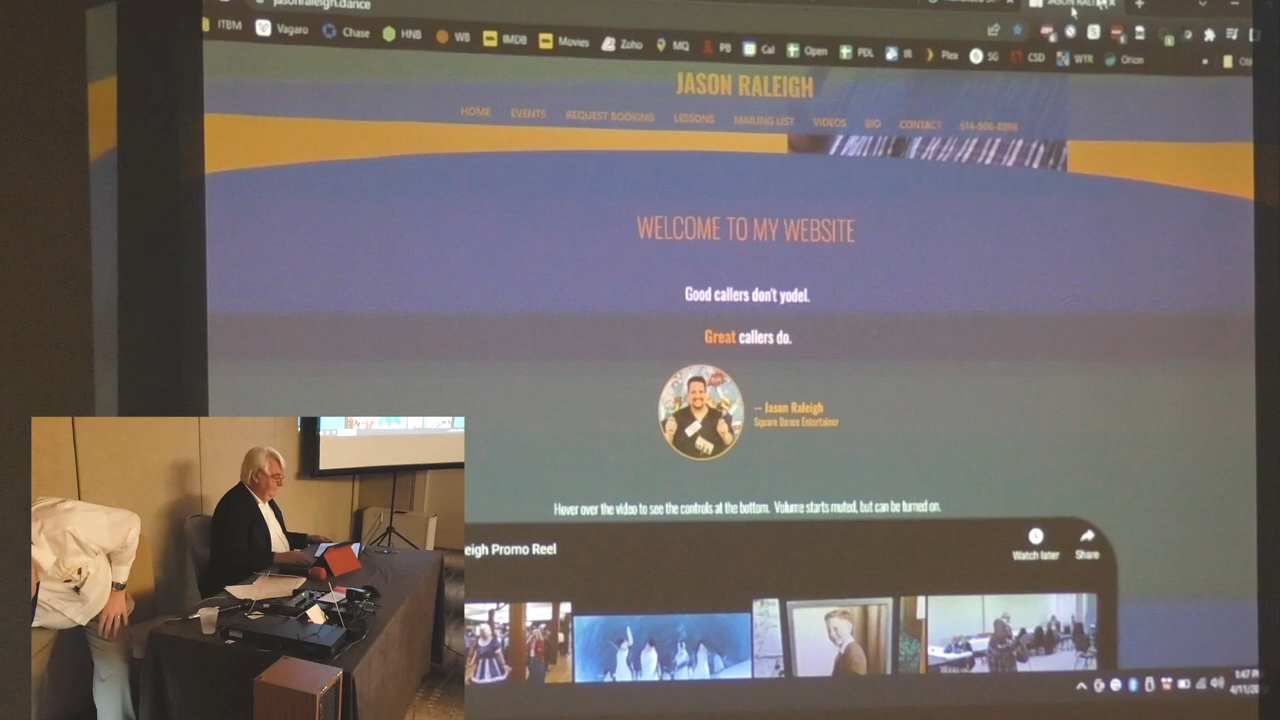 jasonraleigh.dance
ITBM Vagaro Chase HNB WB IMDB Movies Zoho MQ PB Cal Open PDL Plex SG CSD WTR Orion
JASON RALEIGH
HOME EVENTS REQUEST BOOKING LESSONS MAILING LIST VIDEOS BIO CONTACT
WELCOME TO MY WEBSITE
Good callers don't yodel.
Great callers do.
-- Jason Raleigh
Square Dance Entertainer
Hover over the video to see the controls at the bottom. Volume starts muted, but can be turned on.
eigh Promo Reel
Watch later Share
1:47